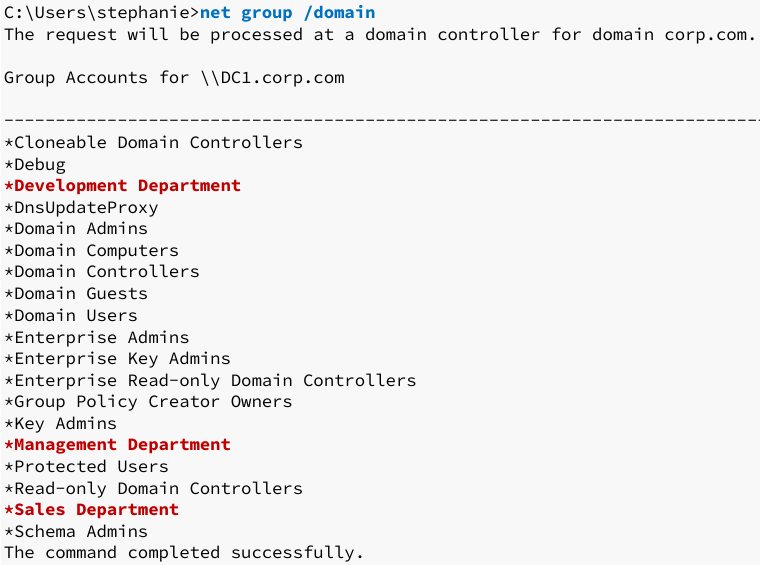 C:\Users\stephanie>net group /domain
The request will be processed at a domain controller for domain corp.com.
Group Accounts for \\DC1.corp.com
-------------------------------------------------------------------------------
*Cloneable Domain Controllers
*Debug
*Development Department
*DnsUpdateProxy
*Domain Admins
*Domain Computers
*Domain Controllers
*Domain Guests
*Domain Users
*Enterprise Admins
*Enterprise Key Admins
*Enterprise Read-only Domain Controllers
*Group Policy Creator Owners
*Key Admins
*Management Department
*Protected Users
*Read-only Domain Controllers
*Sales Department
*Schema Admins
The command completed successfully.